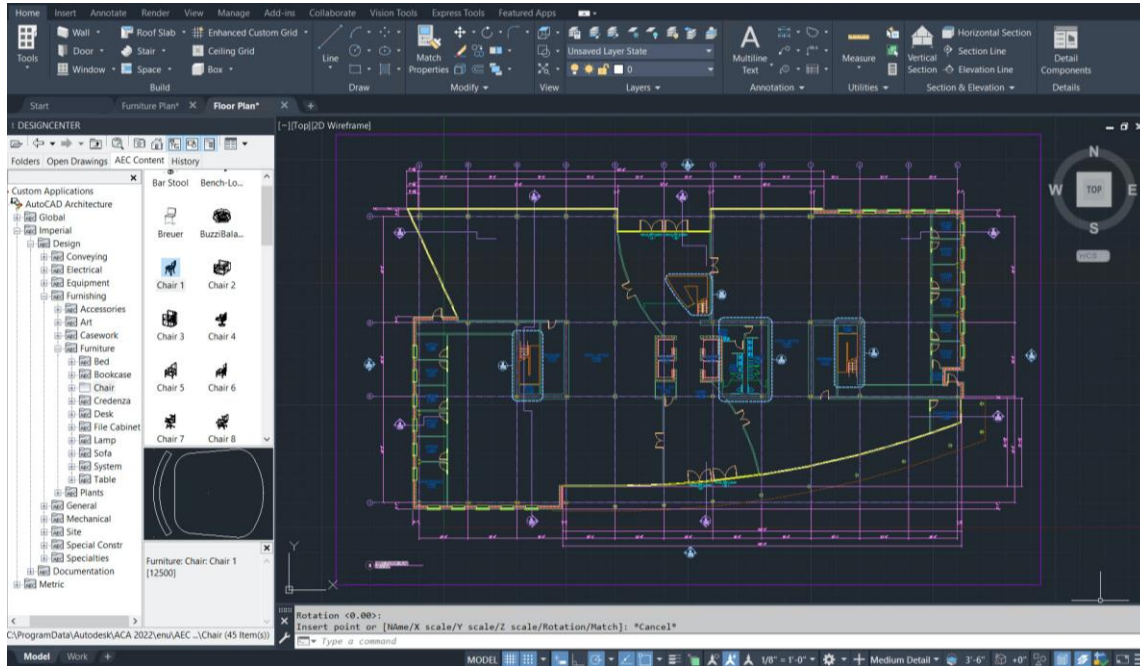 Home Insert Annotate Render View Manage Add-ins Collaborate Vision Tools Express Tools Featured Apps
Wall Roof Slab Enhanced Custom Grid
Door Stair Ceiling Grid
Window Space Box
Tools
Line
Match
Properties
Unsaved Layer State
0
Multiline
Text
Measure
Vertical
Section
Horizontal Section
Section Line
Elevation Line
Detail
Components
Build Draw Modify View Layers Annotation Utilities Section & Elevation Details
Start Furniture Plan* Floor Plan*
DESIGNCENTER
Folders Open Drawings AEC Content History
Custom Applications
AutoCAD Architecture
Global
Imperial
Design
Conveying
Electrical
Equipment
Furnishing
Accessories
Art
Casework
Furniture
Bed
Bookcase
Chair
Credenza
Desk
File Cabinet
Lamp
Sofa
System
Table
Plants
General
Mechanical
Site
Special Constr
Specialties
Documentation
Metric
Bar Stool Bench-Lo...
Breuer BuzziBala...
Chair 1 Chair 2
Chair 3 Chair 4
Chair 5 Chair 6
Chair 7 Chair 8
Furniture: Chair: Chair 1
[12500]
C:\ProgramData\Autodesk\ACA 2022\enu\AEC ...\Chair (45 Item(s))
[-][Top][2D Wireframe]
N
W TOP E
S
WCS
Y
X
Rotation <0.00>:
Insert point or [NAme/X scale/Y scale/Z scale/Rotation/Match]: *Cancel*
Type a command
Model Work +
MODEL 1/8" = 1'-0" Medium Detail 3'-6" +0"